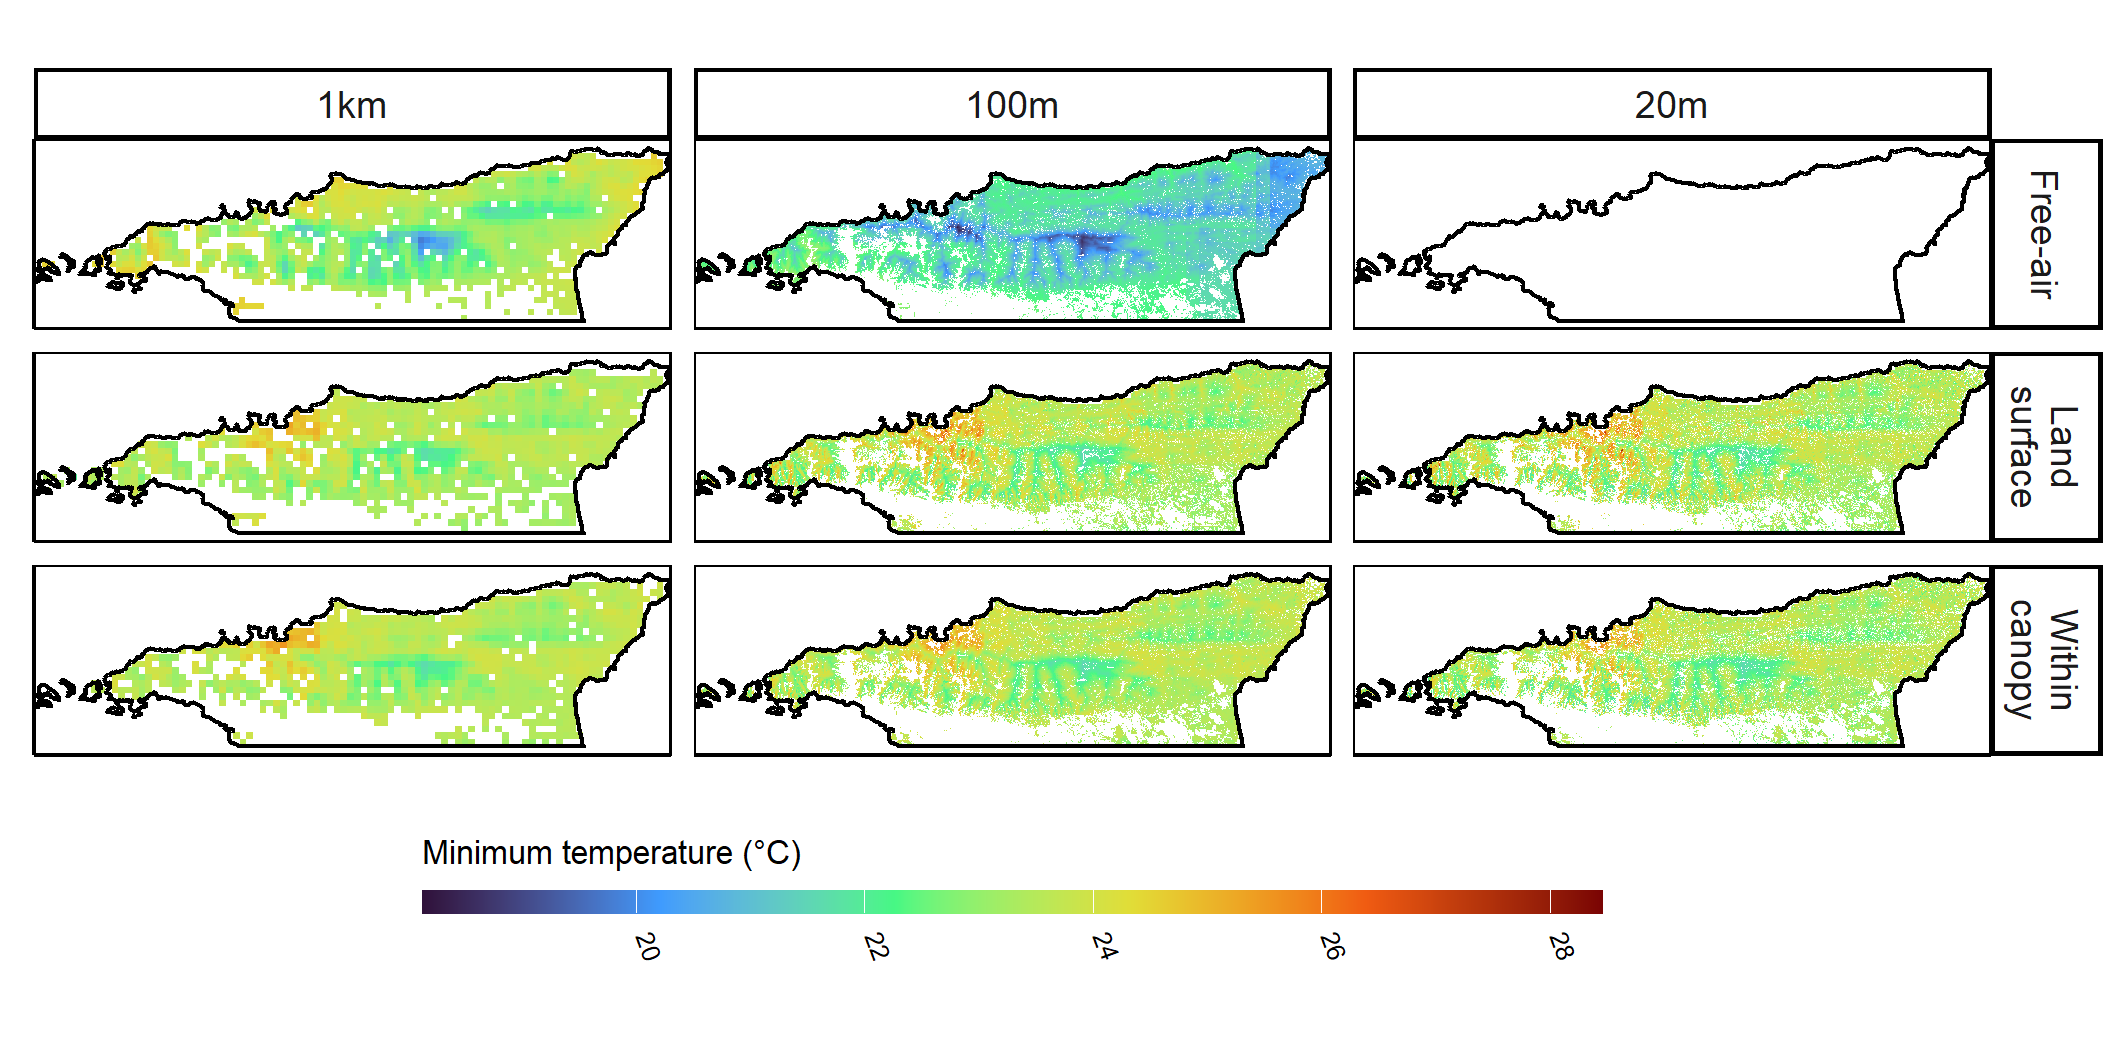 1km
100m
20m
Free-air
Land
surface
Within
canopy
Minimum temperature (°C)
20
22
24
26
28